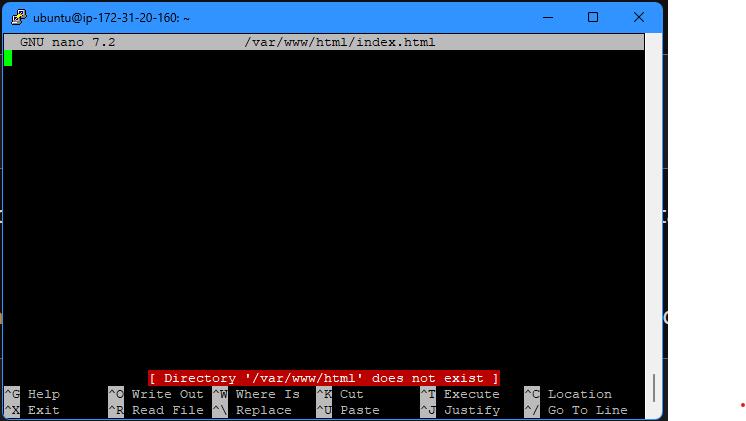 ubuntu@ip-172-31-20-160: ~
GNU nano 7.2 /var/www/html/index.html
[ Directory '/var/www/html' does not exist ]
^G Help ^O Write Out ^W Where Is ^K Cut ^T Execute ^C Location
^X Exit ^R Read File ^\ Replace ^U Paste ^J Justify ^/ Go To Line